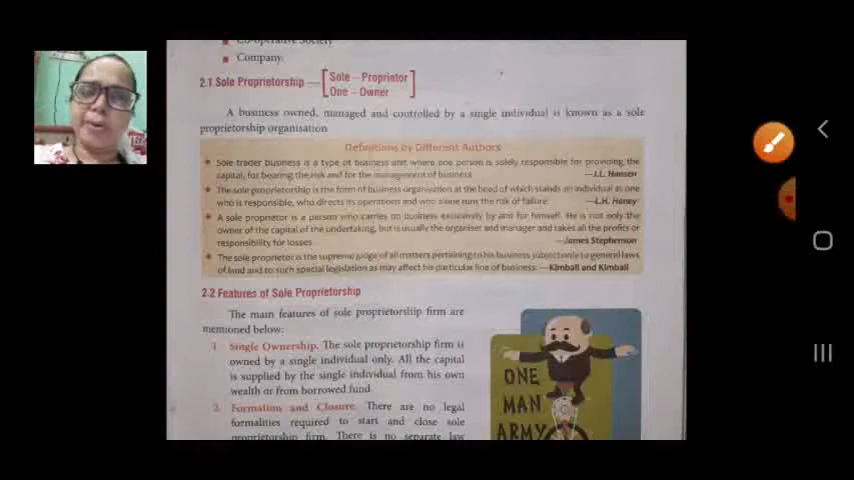 Co-operative Society
Company.
2.1 Sole Proprietorship — [Sole – Proprietor
One – Owner]
A business owned, managed and controlled by a single individual is known as a sole
proprietorship organisation
Definitions by Different Authors
Sole trader business is a type of business unit where one person is solely responsible for providing the
capital, for bearing the risk and for the management of business —J.L. Hansen
The sole proprietorship is the form of business organisation at the head of which stands an individual as one
who is responsible, who directs its operations and who alone runs the risk of failure. —L.H. Haney
A sole proprietor is a person who carries on business exclusively by and for himself. He is not only the
owner of the capital of the undertaking, but is usually the organiser and manager and takes all the profits or
responsibility for losses —James Stephenson
The sole proprietor is the supreme judge of all matters pertaining to his business subject only to general laws
of land and to such special legislation as may affect his particular line of business. —Kimball and Kimball
2.2 Features of Sole Proprietorship
The main features of sole proprietorship firm are
mentioned below:
1. Single Ownership. The sole proprietorship firm is
owned by a single individual only. All the capital
is supplied by the single individual from his own
wealth or from borrowed fund.
2. Formation and Closure. There are no legal
formalities required to start and close sole
proprietorship firm. There is no separate law
ONE
MAN
ARMY